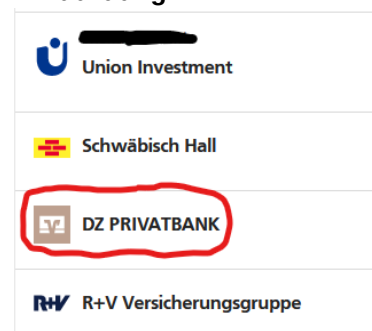 Union Investment
Schwäbisch Hall
DZ PRIVATBANK
R+V R+V Versicherungsgruppe